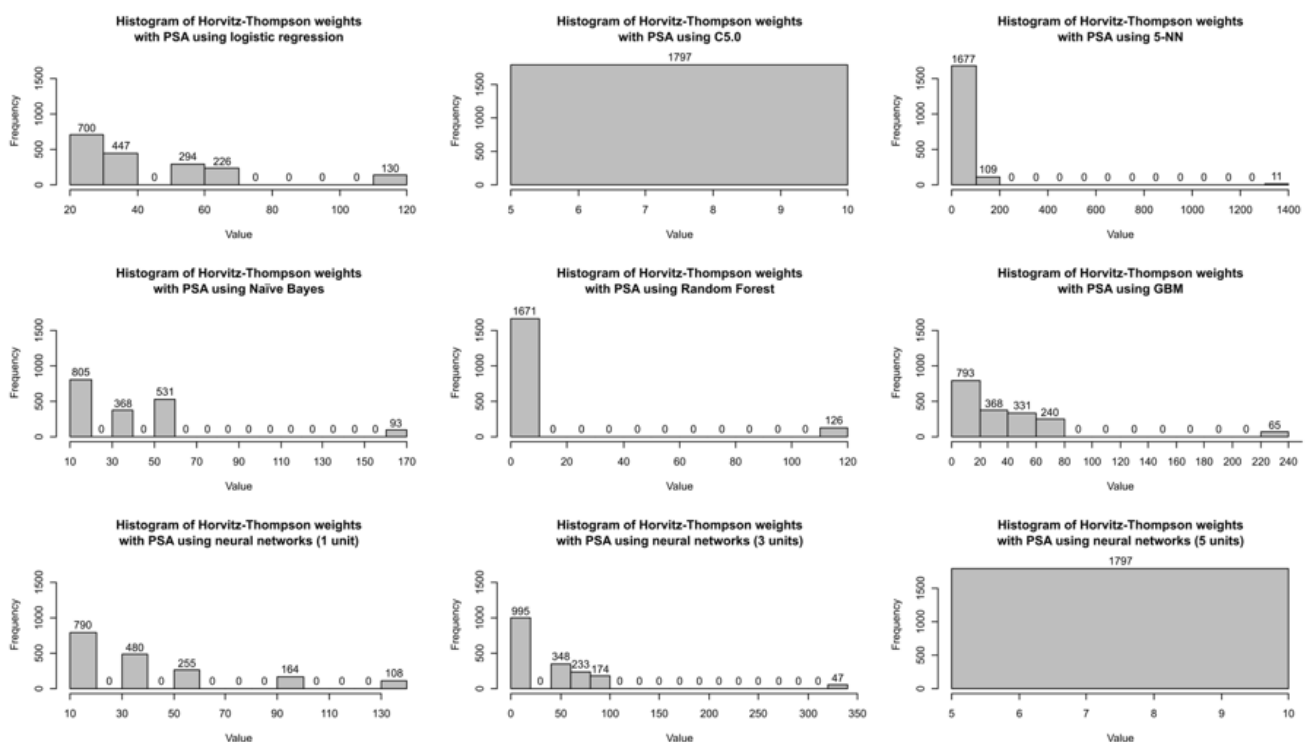 Histogram of Horvitz-Thompson weights
with PSA using logistic regression
Frequency
0 500 1000 1500
700 447 0 294 226 0 0 0 0 130
20 40 60 80 100 120
Value
Histogram of Horvitz-Thompson weights
with PSA using C5.0
Frequency
0 500 1000 1500
1797
5 6 7 8 9 10
Value
Histogram of Horvitz-Thompson weights
with PSA using 5-NN
Frequency
0 500 1000 1500
1677 109 0 0 0 0 0 0 0 0 0 0 0 11
0 200 400 600 800 1000 1200 1400
Value
Histogram of Horvitz-Thompson weights
with PSA using Naïve Bayes
Frequency
0 500 1000 1500
805 0 368 0 531 0 0 0 0 0 0 0 0 0 0 93
10 30 50 70 90 110 130 150 170
Value
Histogram of Horvitz-Thompson weights
with PSA using Random Forest
Frequency
0 500 1000 1500
1671 0 0 0 0 0 0 0 0 0 0 126
0 20 40 60 80 100 120
Value
Histogram of Horvitz-Thompson weights
with PSA using GBM
Frequency
0 500 1000 1500
793 368 331 240 0 0 0 0 0 0 0 65
0 20 40 60 80 100 120 140 160 180 200 220 240
Value
Histogram of Horvitz-Thompson weights
with PSA using neural networks (1 unit)
Frequency
0 500 1000 1500
790 0 480 0 255 0 0 0 164 0 0 0 108
10 30 50 70 90 110 130
Value
Histogram of Horvitz-Thompson weights
with PSA using neural networks (3 units)
Frequency
0 500 1000 1500
995 0 348 233 174 0 0 0 0 0 0 0 0 0 0 0 47
0 50 100 150 200 250 300 350
Value
Histogram of Horvitz-Thompson weights
with PSA using neural networks (5 units)
Frequency
0 500 1000 1500
1797
5 6 7 8 9 10
Value